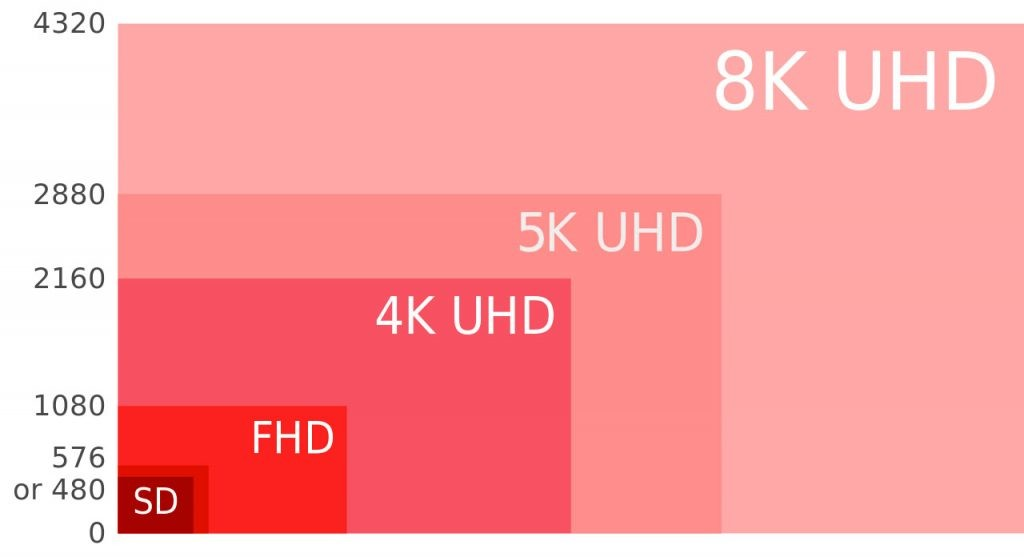 4320
8K UHD
2880
5K UHD
2160
4K UHD
1080
FHD
576
or 480
SD
0